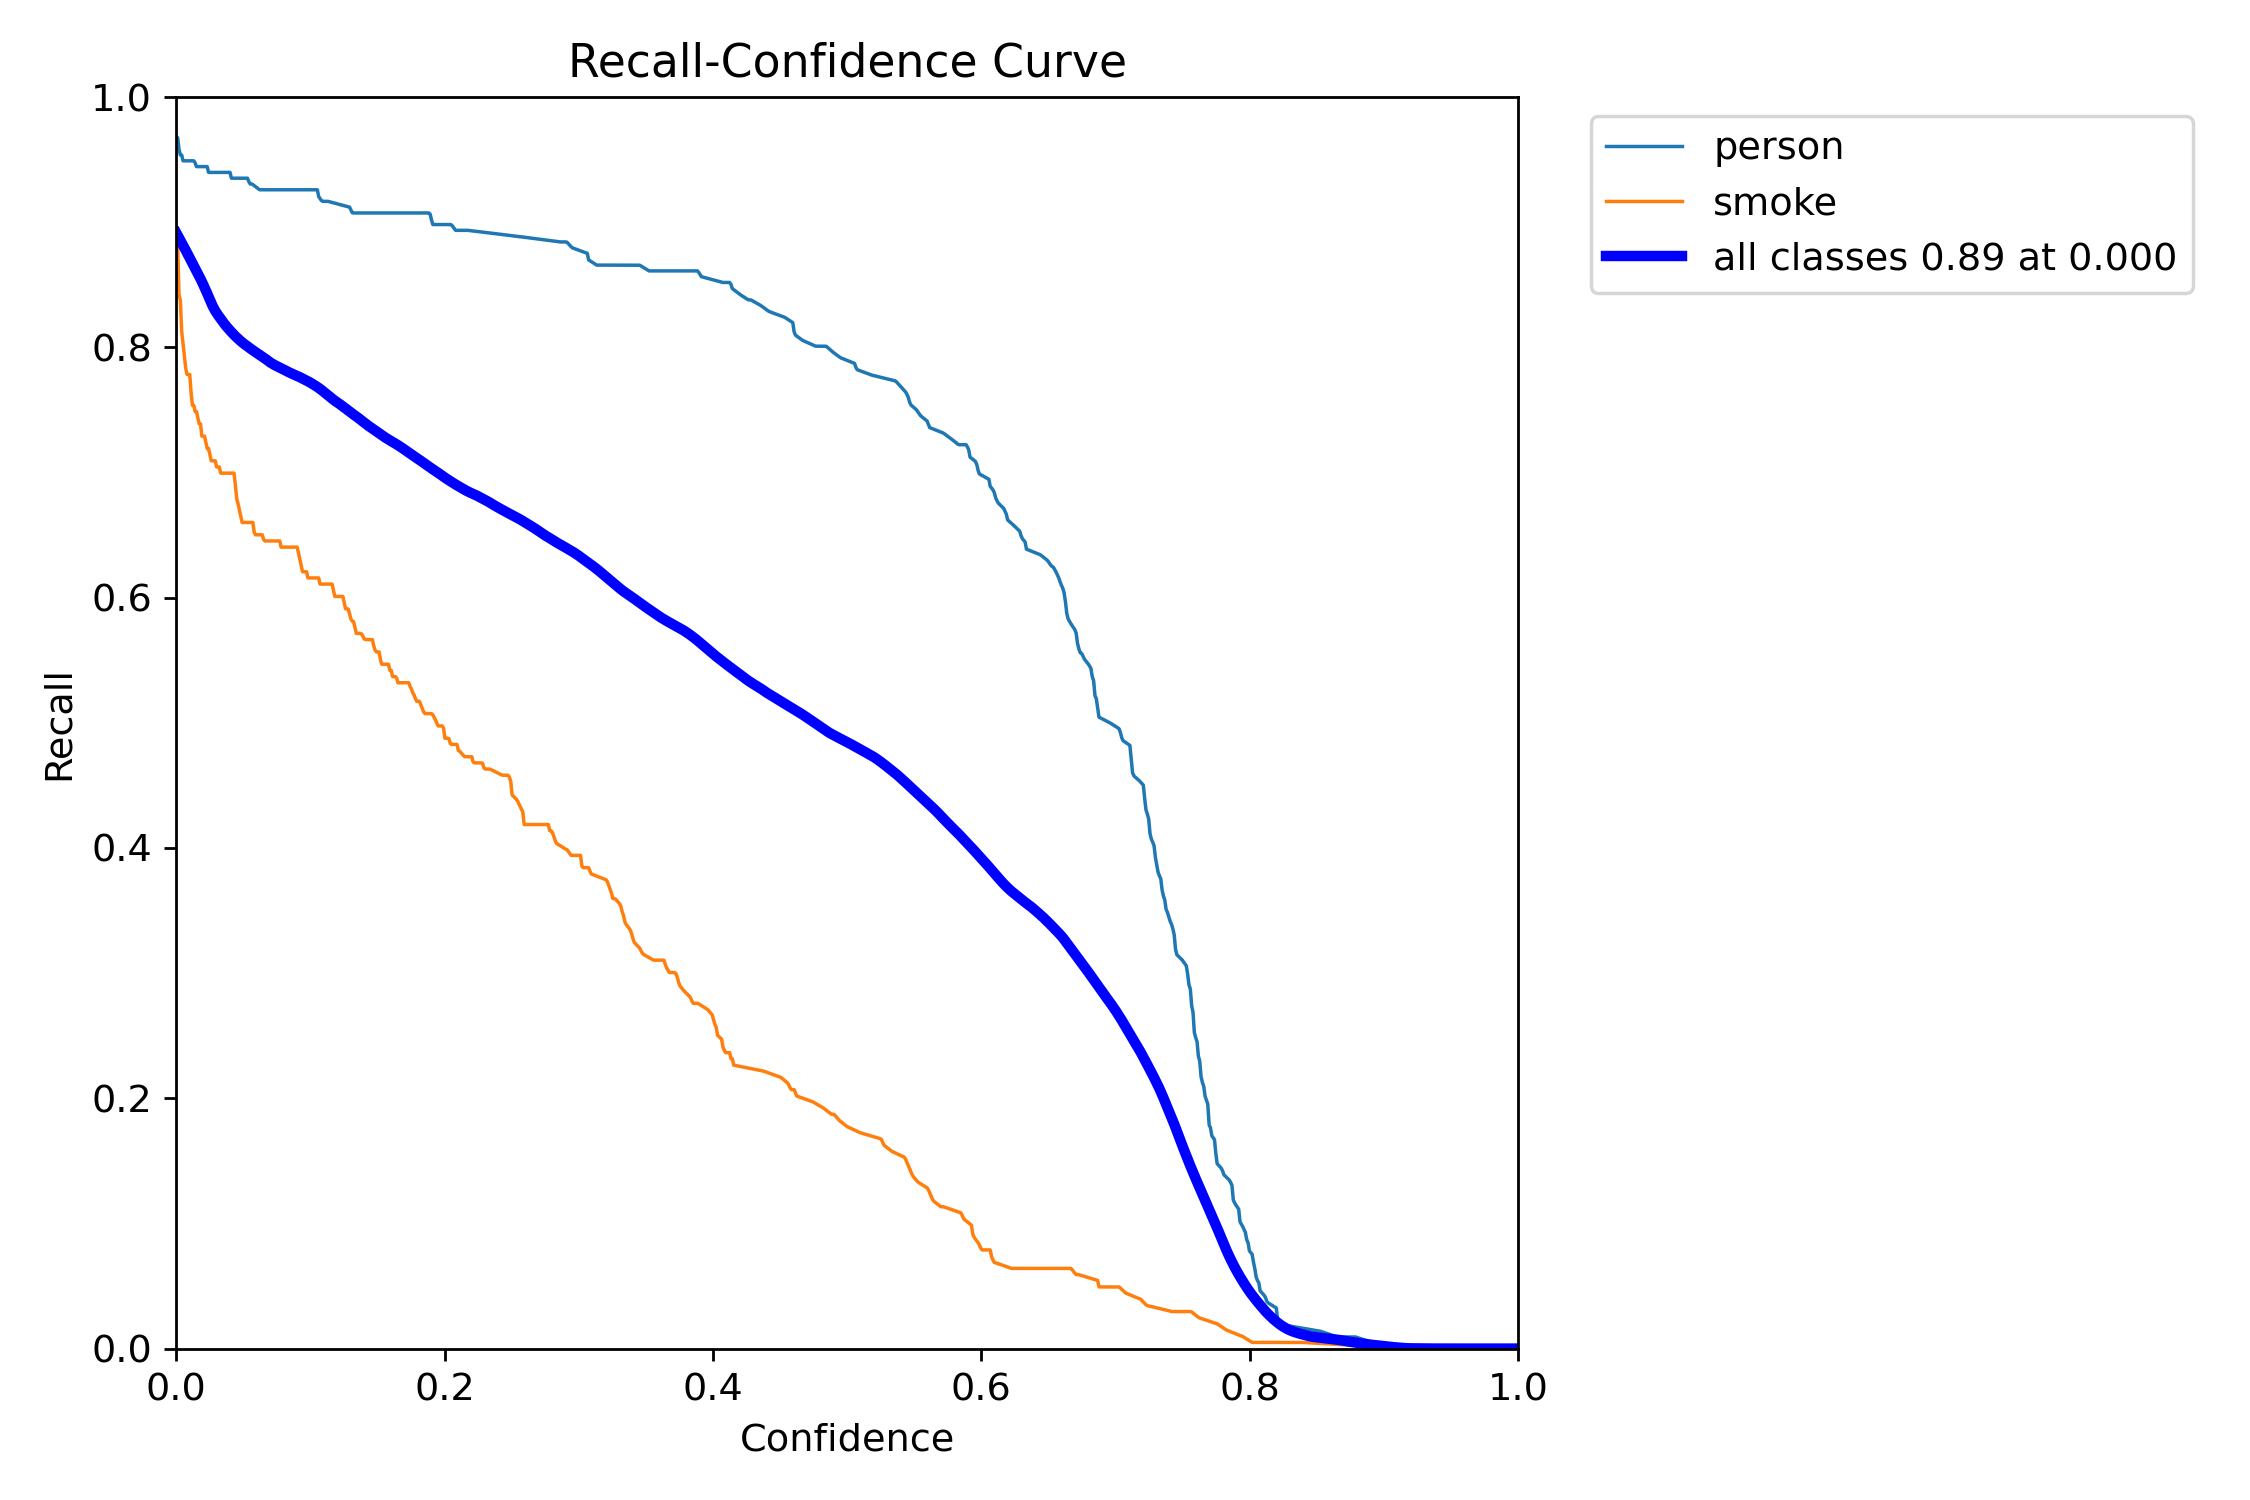 Recall-Confidence Curve
1.0
0.8
0.6
0.4
0.2
0.0
Recall
0.0 0.2 0.4 0.6 0.8 1.0
Confidence
person
smoke
all classes 0.89 at 0.000